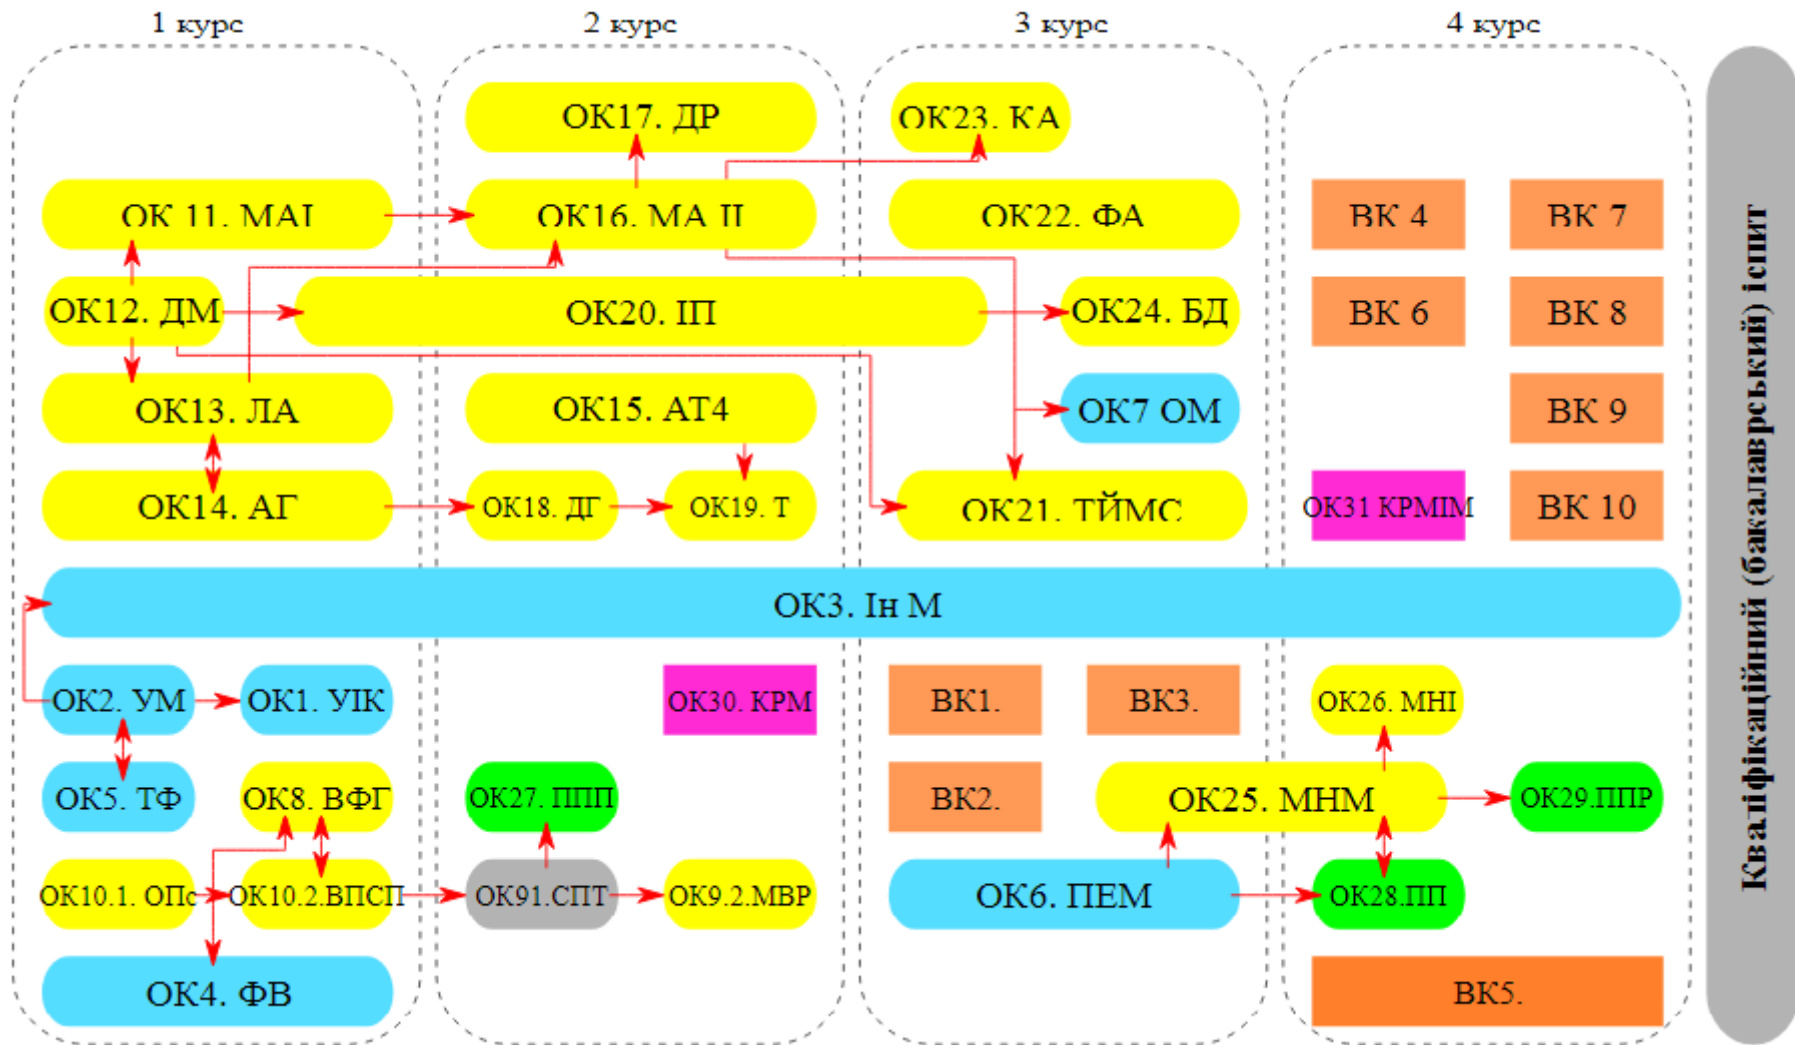 1 курс
2 курс
3 курс
4 курс
ОК17. ДР
ОК23. КА
ОК 11. МАІ
ОК16. МА ІІ
ОК22. ФА
ВК 4
ВК 7
ОК12. ДМ
ОК20. ІП
ОК24. БД
ВК 6
ВК 8
ОК13. ЛА
ОК15. АТ4
ОК7 ОМ
ВК 9
ОК14. АГ
ОК18. ДГ
ОК19. Т
ОК21. ТЙМС
ОК31 КРМІМ
ВК 10
ОК3. Ін М
ОК2. УМ
ОК1. УІК
ОК30. КРМ
ВК1.
ВК3.
ОК26. МНІ
ОК5. ТФ
ОК8. ВФГ
ОК27. ППП
ВК2.
ОК25. МНМ
ОК29.ППР
ОК10.1. ОПс
ОК10.2.ВПСП
ОК91.СПТ
ОК9.2.МВР
ОК6. ПЕМ
ОК28.ПП
ОК4. ФВ
ВК5.
Кваліфікаційний (бакалаврський) іспит